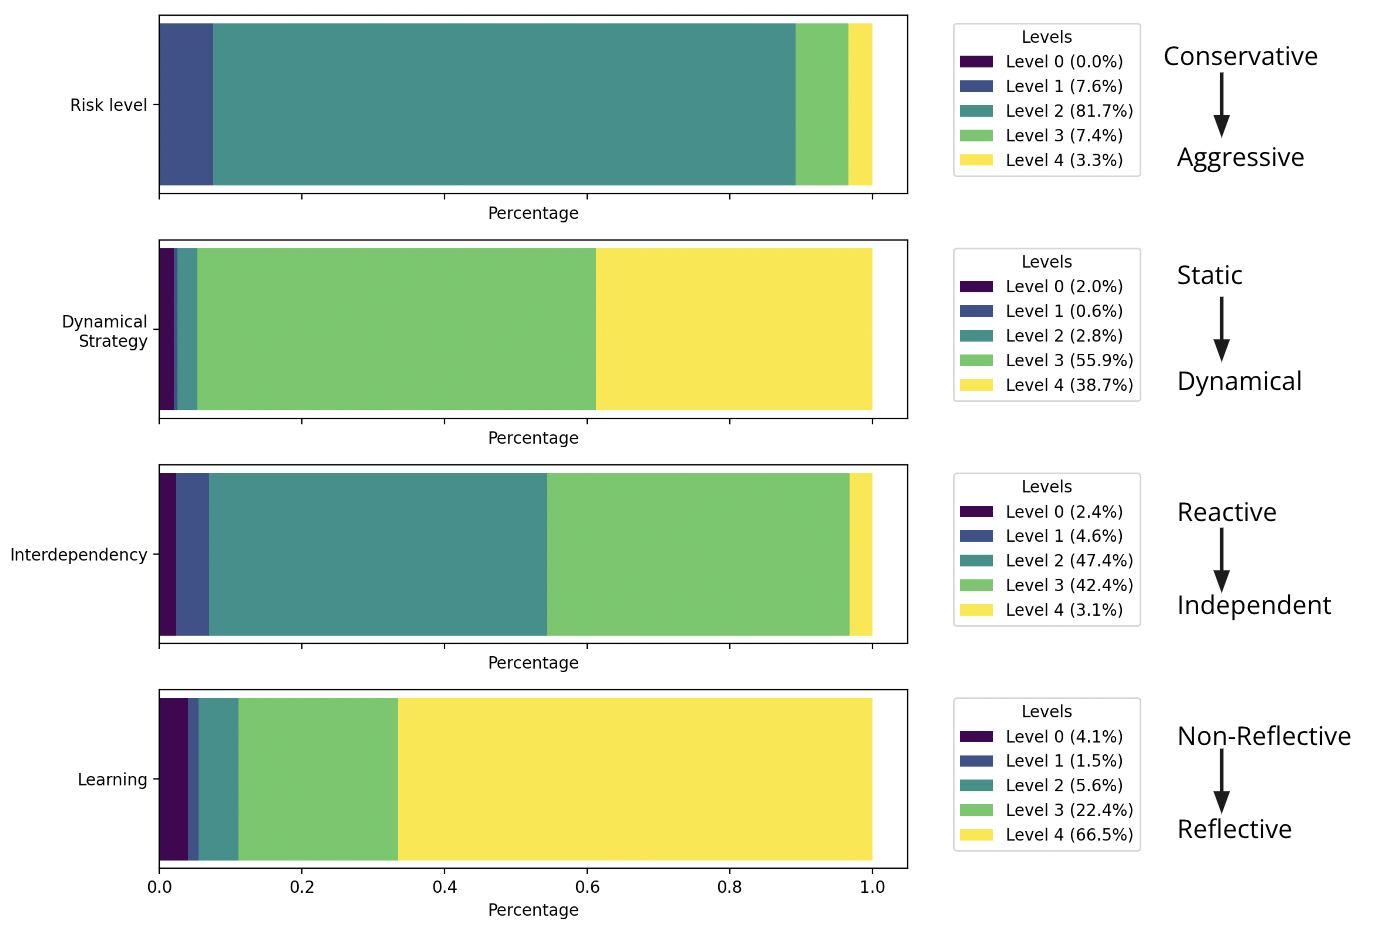 Risk level
Percentage
Levels
Level 0 (0.0%)
Level 1 (7.6%)
Level 2 (81.7%)
Level 3 (7.4%)
Level 4 (3.3%)
Conservative
Aggressive
Dynamical
Strategy
Percentage
Levels
Level 0 (2.0%)
Level 1 (0.6%)
Level 2 (2.8%)
Level 3 (55.9%)
Level 4 (38.7%)
Static
Dynamical
Interdependency
Percentage
Levels
Level 0 (2.4%)
Level 1 (4.6%)
Level 2 (47.4%)
Level 3 (42.4%)
Level 4 (3.1%)
Reactive
Independent
Learning
0.0 0.2 0.4 0.6 0.8 1.0
Percentage
Levels
Level 0 (4.1%)
Level 1 (1.5%)
Level 2 (5.6%)
Level 3 (22.4%)
Level 4 (66.5%)
Non-Reflective
Reflective